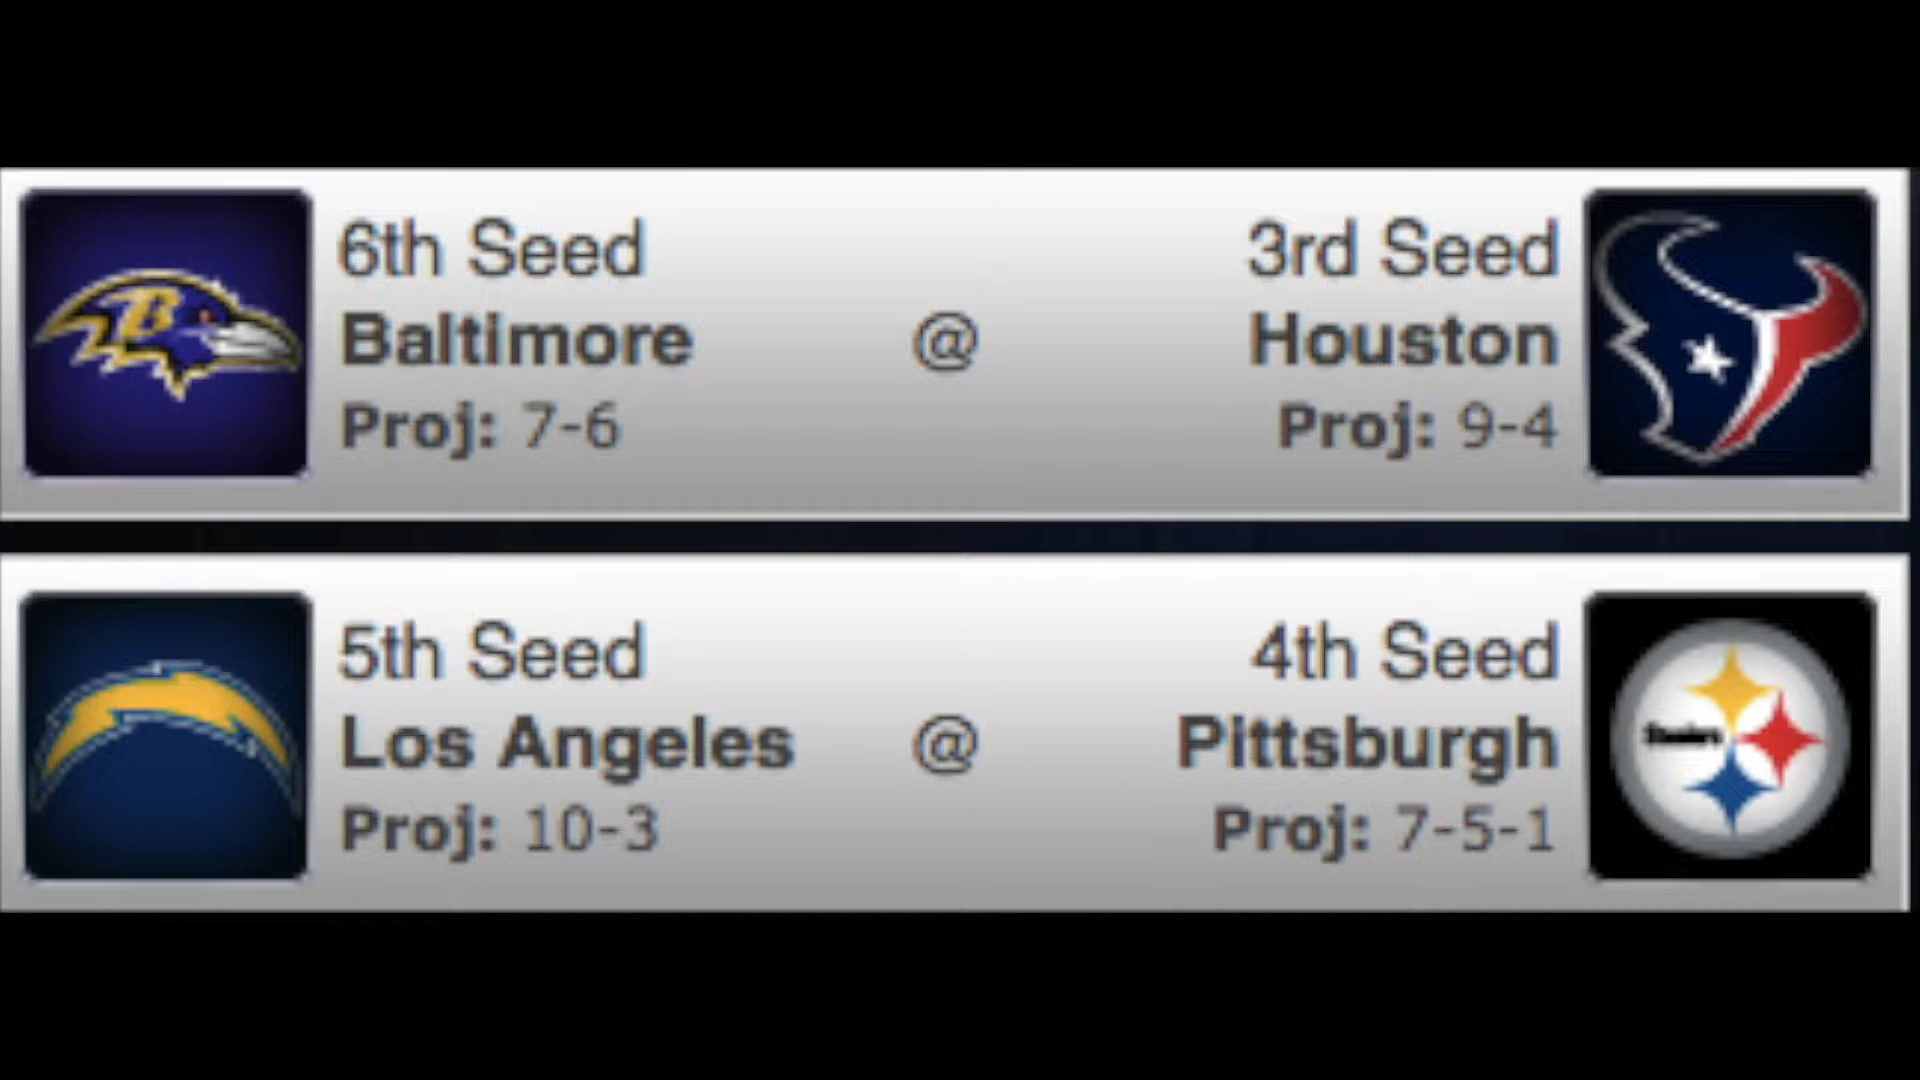 6th Seed
Baltimore
Proj: 7-6
@
3rd Seed
Houston
Proj: 9-4
5th Seed
Los Angeles
Proj: 10-3
@
4th Seed
Pittsburgh
Proj: 7-5-1
Steelers
B